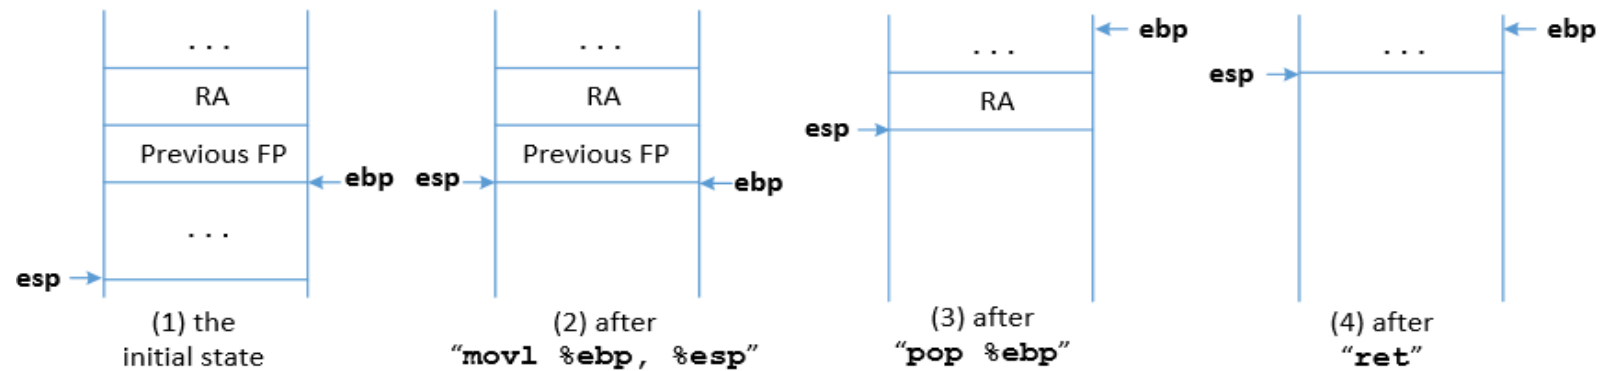 . . .
RA
Previous FP
ebp
. . .
esp
(1) the
initial state
. . .
RA
Previous FP
esp
ebp
(2) after
“movl %ebp, %esp”
ebp
. . .
RA
esp
(3) after
“pop %ebp”
ebp
. . .
esp
(4) after
“ret”